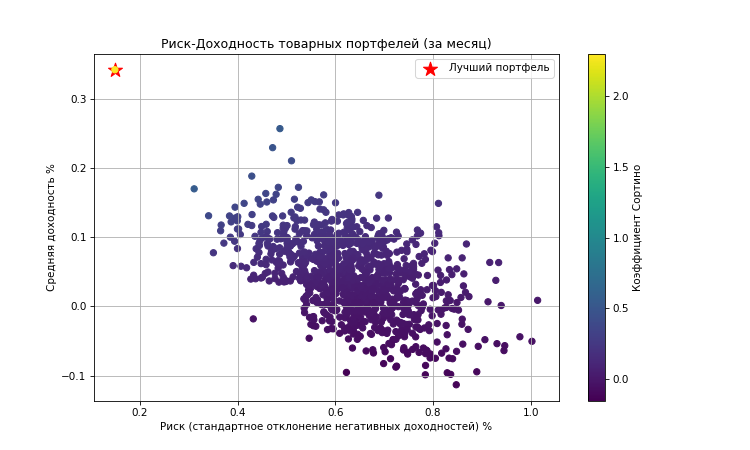 Риск-Доходность товарных портфелей (за месяц)
Лучший портфель
Средняя доходность %
0.3
0.2
0.1
0.0
−0.1
0.2 0.4 0.6 0.8 1.0
Риск (стандартное отклонение негативных доходностей) %
2.0
1.5
1.0
0.5
0.0
Коэффициент Сортино